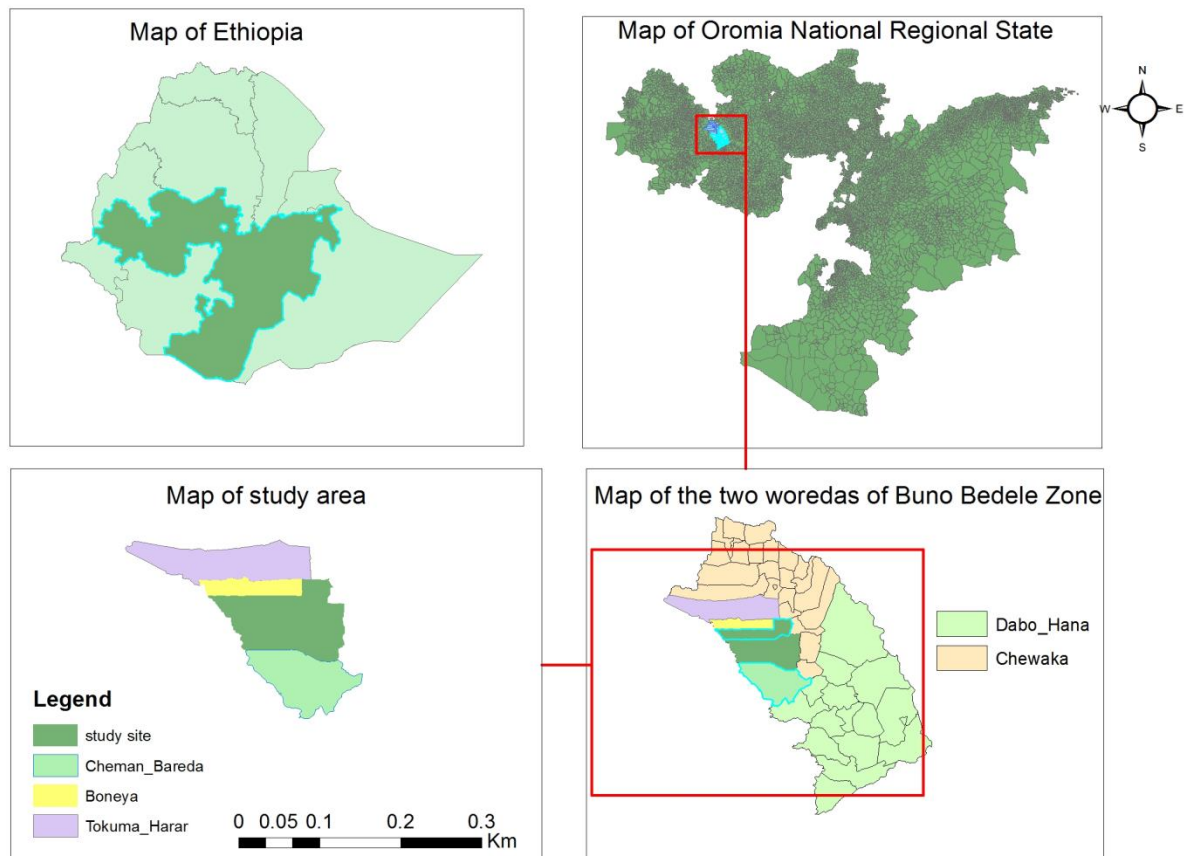 Map of Ethiopia
Map of Oromia National Regional State
N
W
E
S
Map of study area
Legend
study site
Cheman_Bareda
Boneya
Tokuma_Harar
0 0.05 0.1 0.2 0.3
Km
Map of the two woredas of Buno Bedele Zone
Dabo_Hana
Chewaka